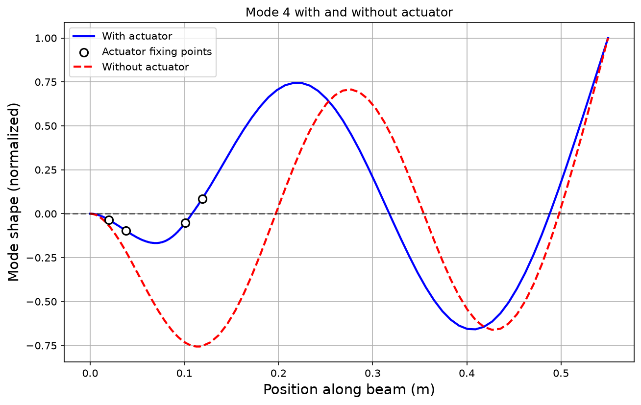 Mode 4 with and without actuator
With actuator
Actuator fixing points
Without actuator
Mode shape (normalized)
1.00
0.75
0.50
0.25
0.00
−0.25
−0.50
−0.75
0.0 0.1 0.2 0.3 0.4 0.5
Position along beam (m)